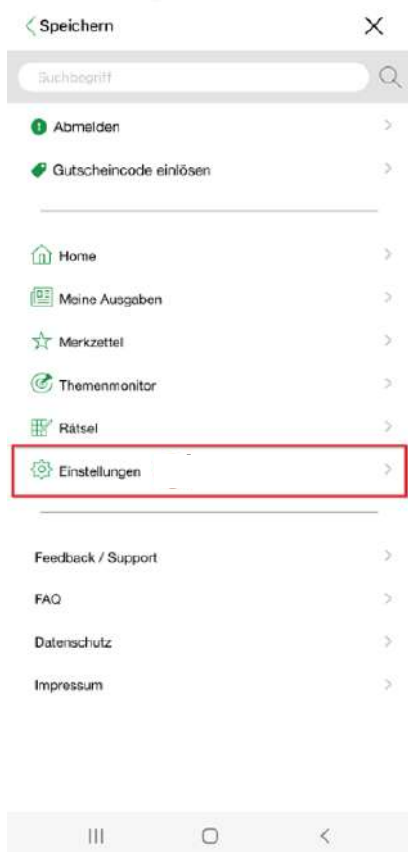 Speichern
Suchbegriff
Abmelden
Gutscheincode einlösen
Home
Meine Ausgaben
Merkzettel
Themenmonitor
Rätsel
Einstellungen
Feedback / Support
FAQ
Datenschutz
Impressum